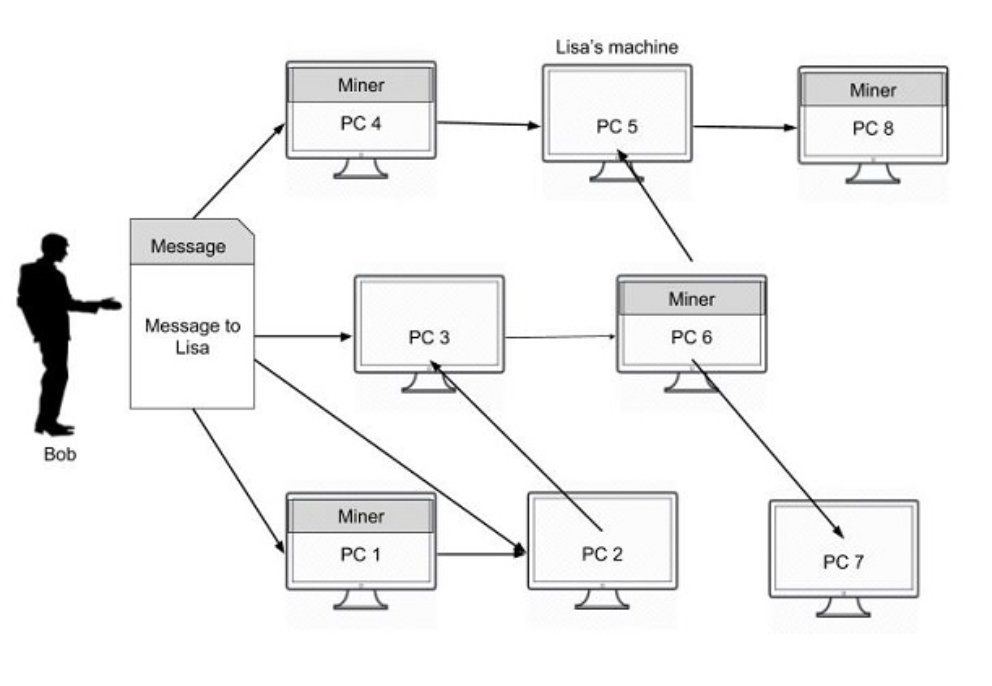 Lisa's machine
Miner
PC 4
PC 5
Miner
PC 8
Message
Message to
Lisa
PC 3
Miner
PC 6
Bob
Miner
PC 1
PC 2
PC 7